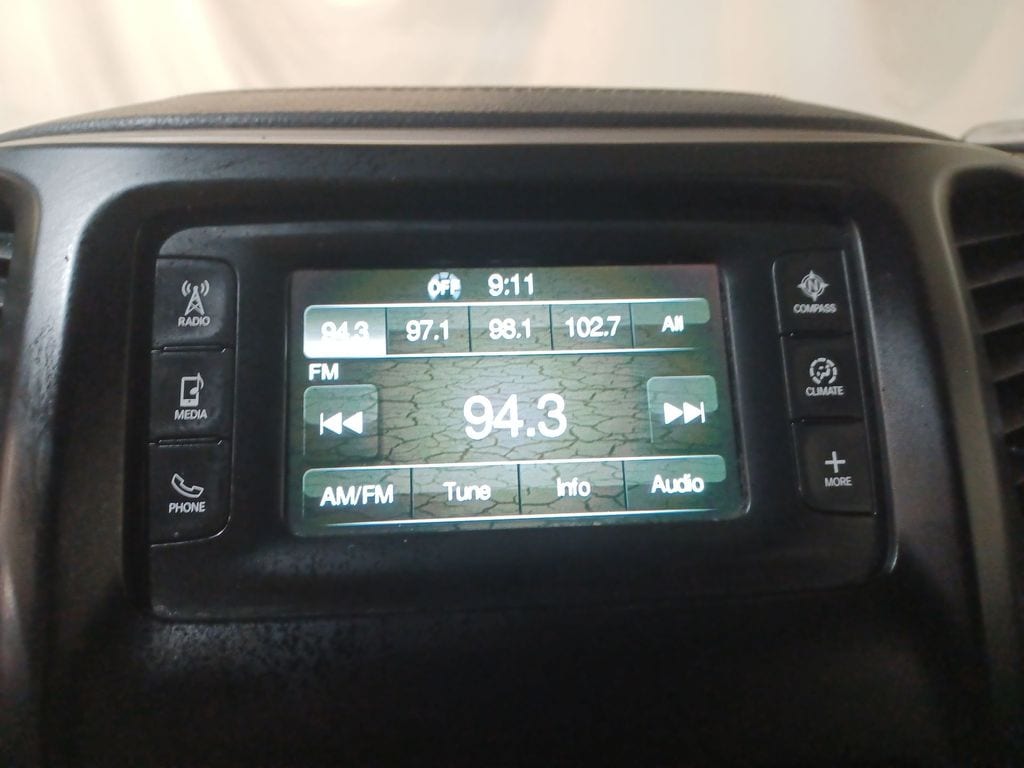 OFF 9:11
94.3 97.1 98.1 102.7 All
FM
94.3
AM/FM Tune Info Audio
RADIO
MEDIA
PHONE
N
COMPASS
CLIMATE
MORE